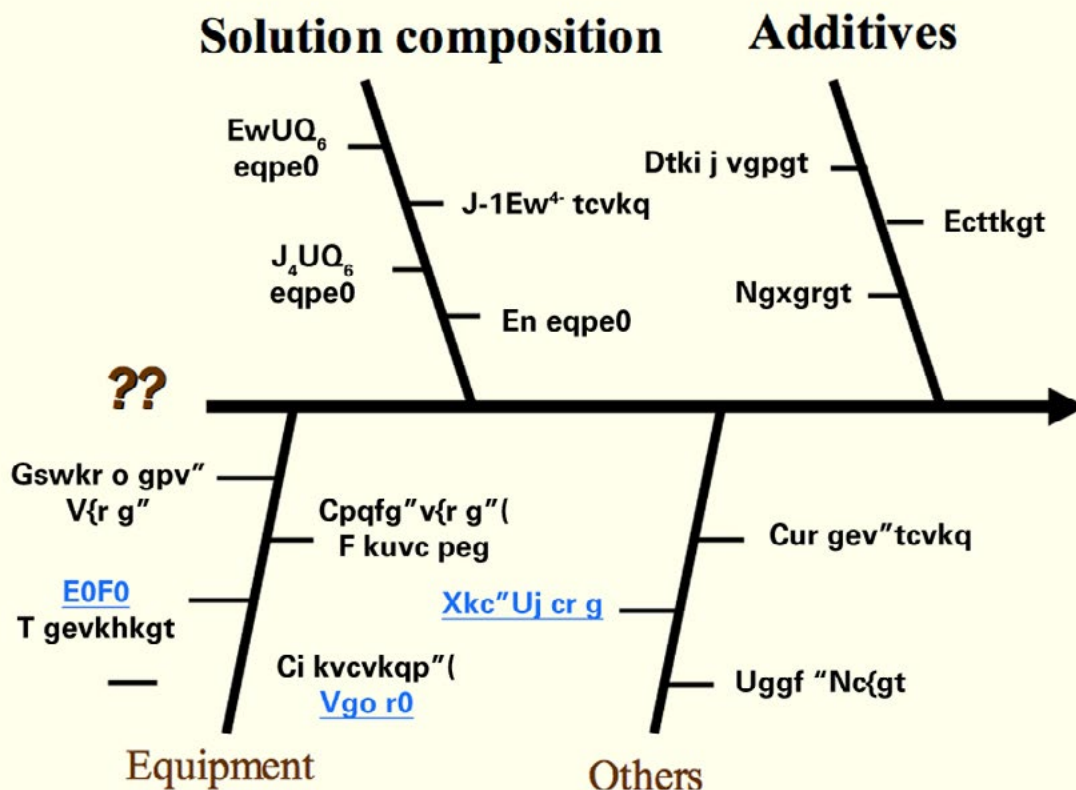 Solution composition
Additives
EwUQ₆
eqpe0
J-1Ew⁴⁻ tcvkq
J₄UQ₆
eqpe0
En eqpe0
Dtki j vgpgt
Ecttkgt
Ngxgrgt
??
Gswkr o gpv"
V{r g"
Cpqfg"v{r g"(
F kuvc peg
E0F0
T gevkhkgt
Ci kvcvkqp"(
Vgo r0
Equipment
Cur gev"tcvkq
Xkc"Uj cr g
Uggf "Nc{gt
Others